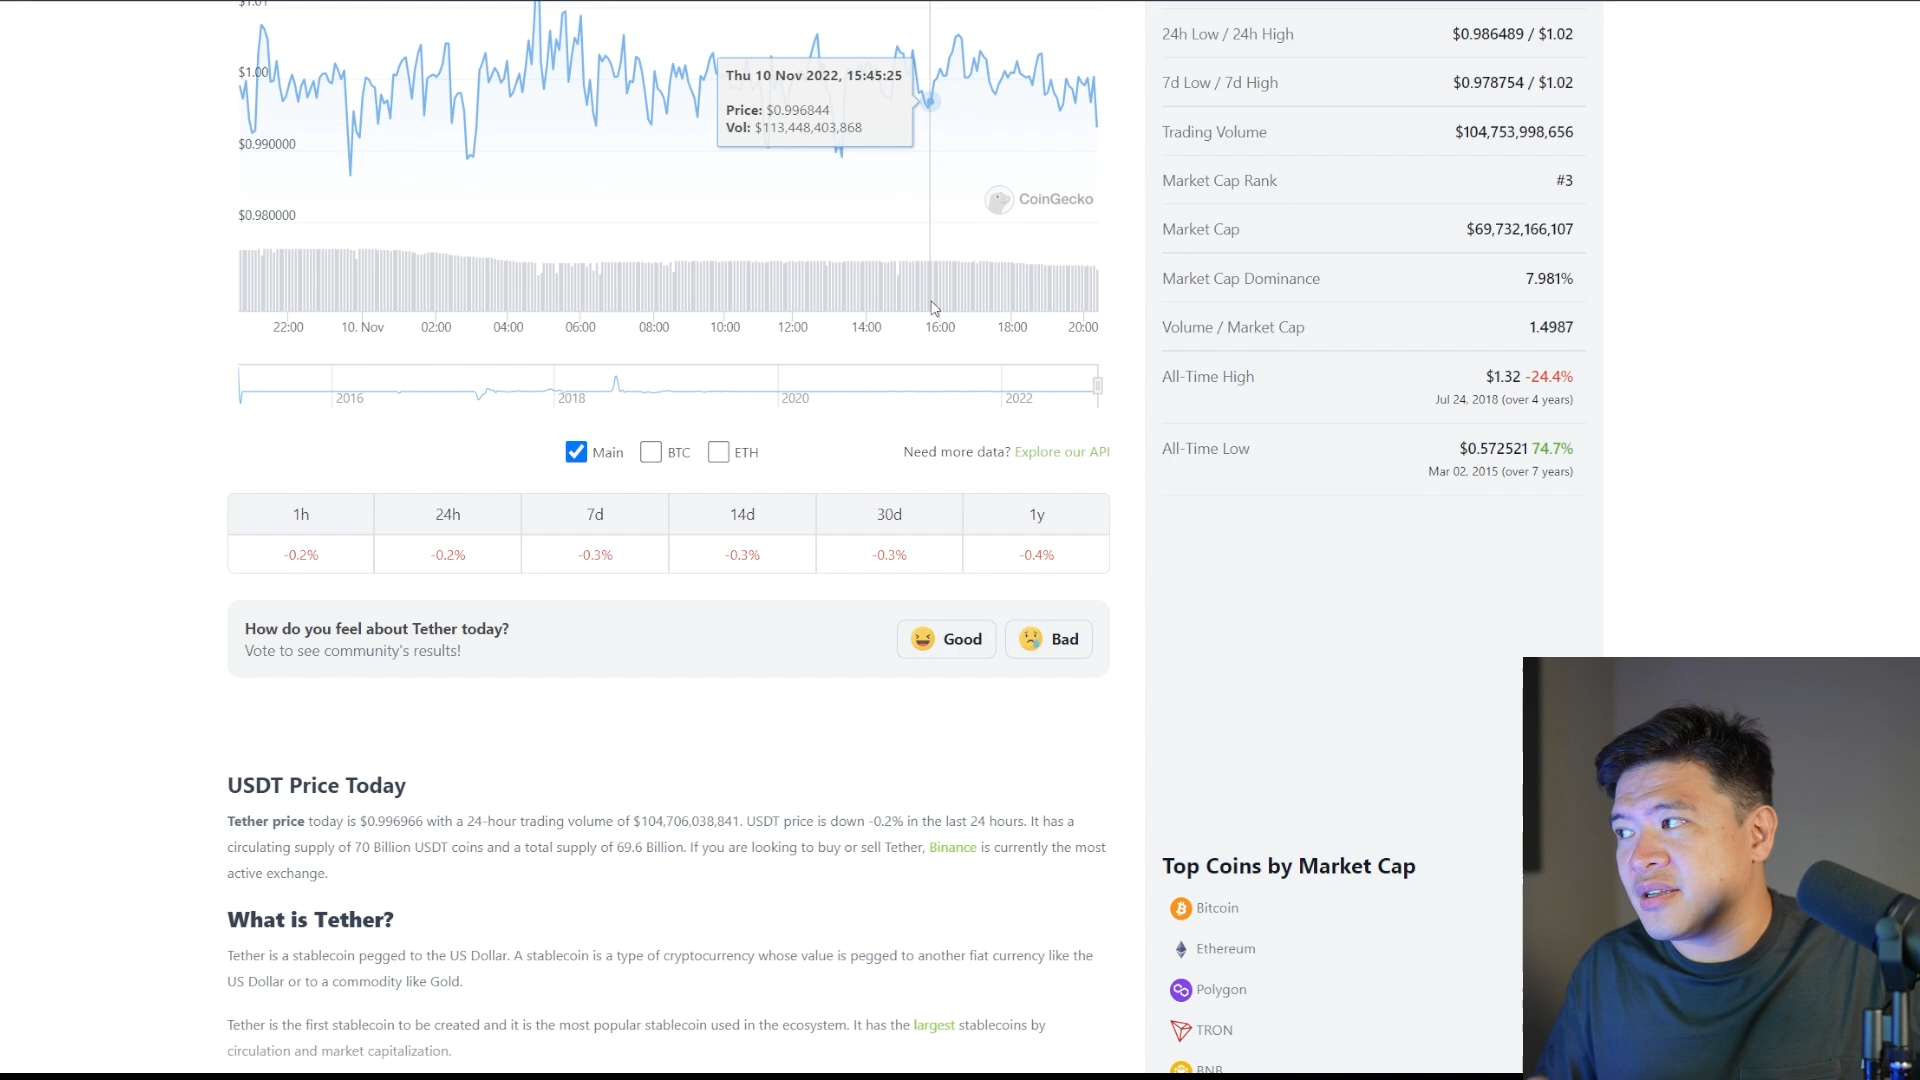 $1.01
$1.00
$0.990000
$0.980000
Thu 10 Nov 2022, 15:45:25
Price: $0.996844
Vol: $113,448,403,868
CoinGecko
22:00 10. Nov 02:00 04:00 06:00 08:00 10:00 12:00 14:00 16:00 18:00 20:00
2016 2018 2020 2022
Main BTC ETH Need more data? Explore our API
1h 24h 7d 14d 30d 1y
-0.2% -0.2% -0.3% -0.3% -0.3% -0.4%
How do you feel about Tether today?
Vote to see community's results!
Good Bad
USDT Price Today
Tether price today is $0.996966 with a 24-hour trading volume of $104,706,038,841. USDT price is down -0.2% in the last 24 hours. It has a
circulating supply of 70 Billion USDT coins and a total supply of 69.6 Billion. If you are looking to buy or sell Tether, Binance is currently the most
active exchange.
What is Tether?
Tether is a stablecoin pegged to the US Dollar. A stablecoin is a type of cryptocurrency whose value is pegged to another fiat currency like the
US Dollar or to a commodity like Gold.
Tether is the first stablecoin to be created and it is the most popular stablecoin used in the ecosystem. It has the largest stablecoins by
circulation and market capitalization.
24h Low / 24h High $0.986489 / $1.02
7d Low / 7d High $0.978754 / $1.02
Trading Volume $104,753,998,656
Market Cap Rank #3
Market Cap $69,732,166,107
Market Cap Dominance 7.981%
Volume / Market Cap 1.4987
All-Time High $1.32 -24.4%
Jul 24, 2018 (over 4 years)
All-Time Low $0.572521 74.7%
Mar 02, 2015 (over 7 years)
Top Coins by Market Cap
Bitcoin
Ethereum
Polygon
TRON
BNB